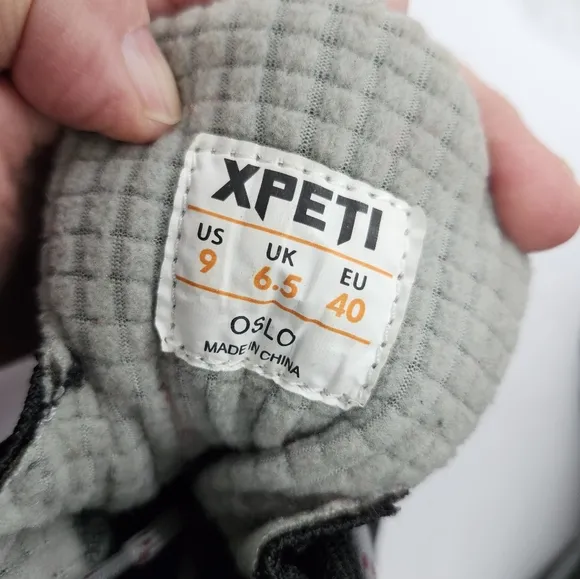 XPETI
US UK EU
9 6.5 40
OSLO
MADE IN CHINA